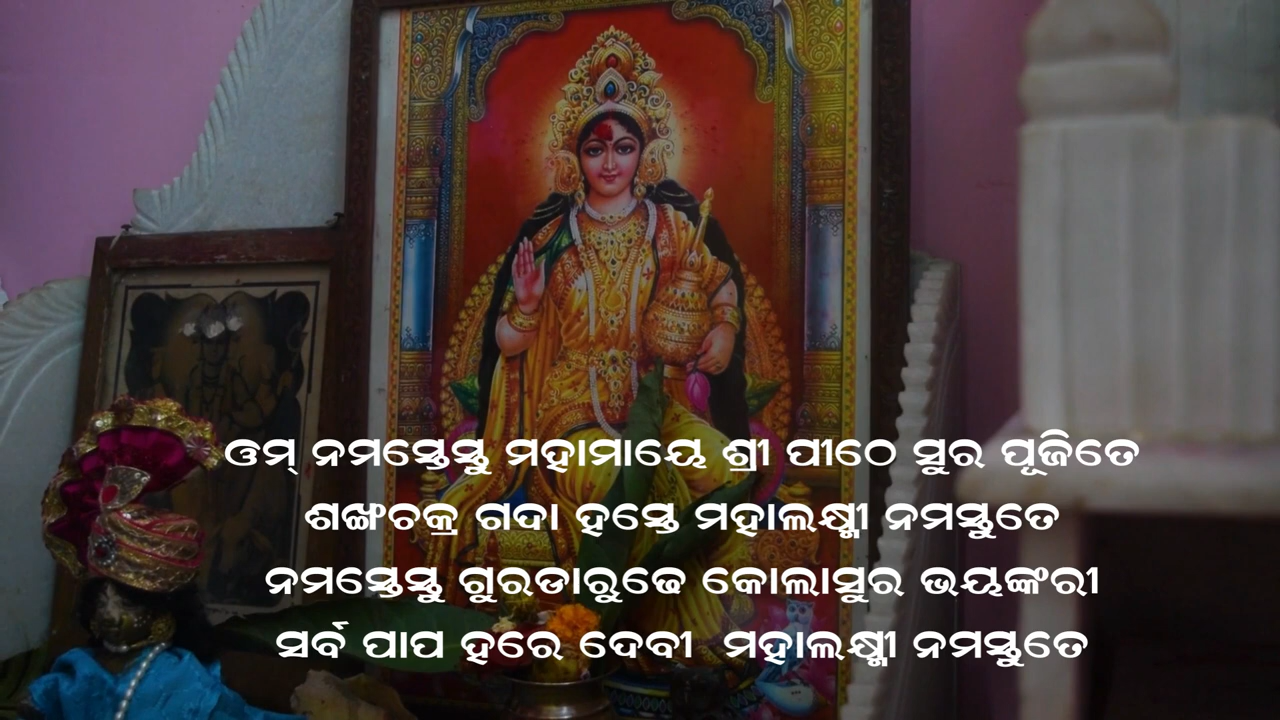 ଓମ୍ ନମସ୍ତେସ୍ତୁ ମହାମାୟେ ଶ୍ରୀ ପୀଠେ ସୁର ପୂଜିତେ
ଶଙ୍ଖଚକ୍ର ଗଦା ହସ୍ତେ ମହାଲକ୍ଷ୍ମୀ ନମସ୍ତୁତେ
ନମସ୍ତେସ୍ତୁ ଗୁରଡାରୁଢେ କୋଲାସୁର ଭୟଙ୍କରୀ
ସର୍ବ ପାପ ହରେ ଦେବୀ ମହାଲକ୍ଷ୍ମୀ ନମସ୍ତୁତେ